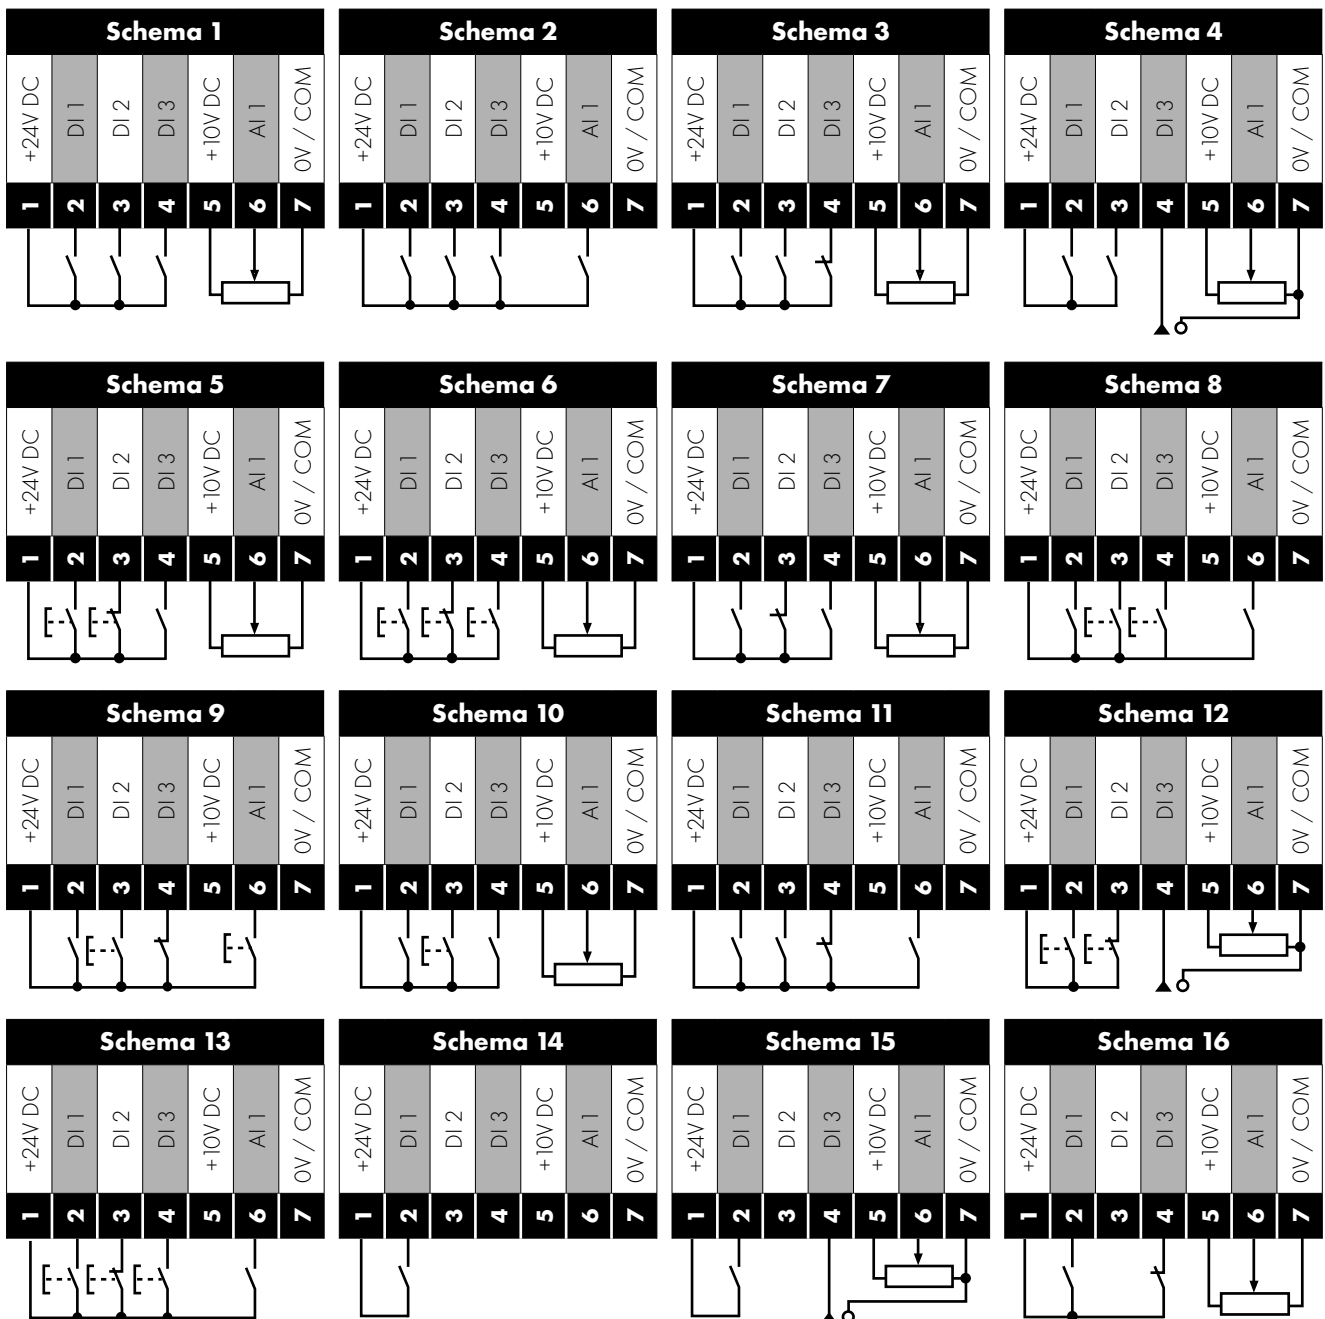 Schema 1
+24V DC DI 1 DI 2 DI 3 +10V DC AI 1 0V / COM
1 2 3 4 5 6 7
Schema 2
+24V DC DI 1 DI 2 DI 3 +10V DC AI 1 0V / COM
1 2 3 4 5 6 7
Schema 3
+24V DC DI 1 DI 2 DI 3 +10V DC AI 1 0V / COM
1 2 3 4 5 6 7
Schema 4
+24V DC DI 1 DI 2 DI 3 +10V DC AI 1 0V / COM
1 2 3 4 5 6 7
Schema 5
+24V DC DI 1 DI 2 DI 3 +10V DC AI 1 0V / COM
1 2 3 4 5 6 7
Schema 6
+24V DC DI 1 DI 2 DI 3 +10V DC AI 1 0V / COM
1 2 3 4 5 6 7
Schema 7
+24V DC DI 1 DI 2 DI 3 +10V DC AI 1 0V / COM
1 2 3 4 5 6 7
Schema 8
+24V DC DI 1 DI 2 DI 3 +10V DC AI 1 0V / COM
1 2 3 4 5 6 7
Schema 9
+24V DC DI 1 DI 2 DI 3 +10V DC AI 1 0V / COM
1 2 3 4 5 6 7
Schema 10
+24V DC DI 1 DI 2 DI 3 +10V DC AI 1 0V / COM
1 2 3 4 5 6 7
Schema 11
+24V DC DI 1 DI 2 DI 3 +10V DC AI 1 0V / COM
1 2 3 4 5 6 7
Schema 12
+24V DC DI 1 DI 2 DI 3 +10V DC AI 1 0V / COM
1 2 3 4 5 6 7
Schema 13
+24V DC DI 1 DI 2 DI 3 +10V DC AI 1 0V / COM
1 2 3 4 5 6 7
Schema 14
+24V DC DI 1 DI 2 DI 3 +10V DC AI 1 0V / COM
1 2 3 4 5 6 7
Schema 15
+24V DC DI 1 DI 2 DI 3 +10V DC AI 1 0V / COM
1 2 3 4 5 6 7
Schema 16
+24V DC DI 1 DI 2 DI 3 +10V DC AI 1 0V / COM
1 2 3 4 5 6 7